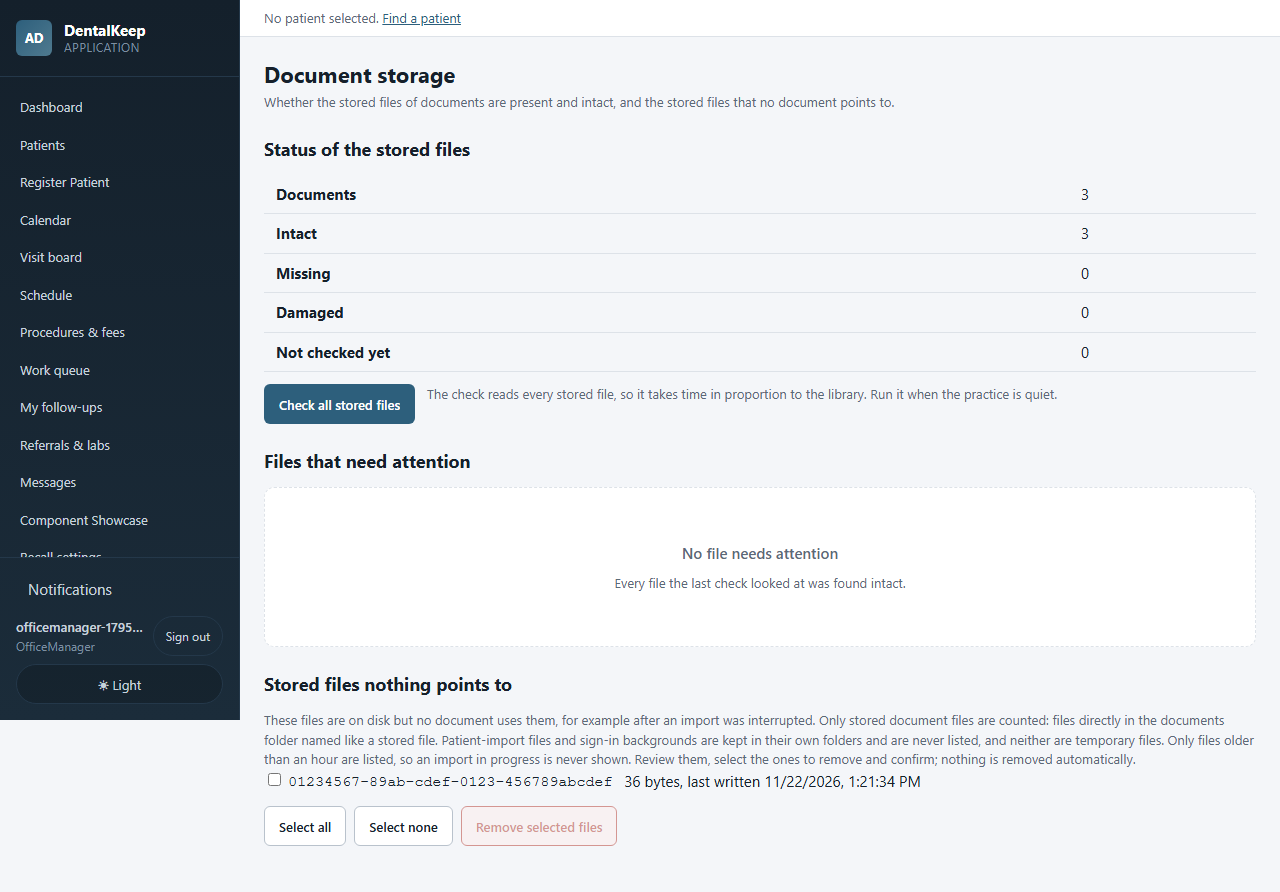 AD
DentalKeep
APPLICATION
Dashboard
Patients
Register Patient
Calendar
Visit board
Schedule
Procedures & fees
Work queue
My follow-ups
Referrals & labs
Messages
Component Showcase
Recall settings
Notifications
officemanager-1795...
OfficeManager
Sign out
☀ Light
No patient selected. Find a patient
Document storage
Whether the stored files of documents are present and intact, and the stored files that no document points to.
Status of the stored files
Documents 3
Intact 3
Missing 0
Damaged 0
Not checked yet 0
Check all stored files
The check reads every stored file, so it takes time in proportion to the library. Run it when the practice is quiet.
Files that need attention
No file needs attention
Every file the last check looked at was found intact.
Stored files nothing points to
These files are on disk but no document uses them, for example after an import was interrupted. Only stored document files are counted: files directly in the documents
folder named like a stored file. Patient-import files and sign-in backgrounds are kept in their own folders and are never listed, and neither are temporary files. Only files older
than an hour are listed, so an import in progress is never shown. Review them, select the ones to remove and confirm; nothing is removed automatically.
01234567-89ab-cdef-0123-456789abcdef 36 bytes, last written 11/22/2026, 1:21:34 PM
Select all
Select none
Remove selected files